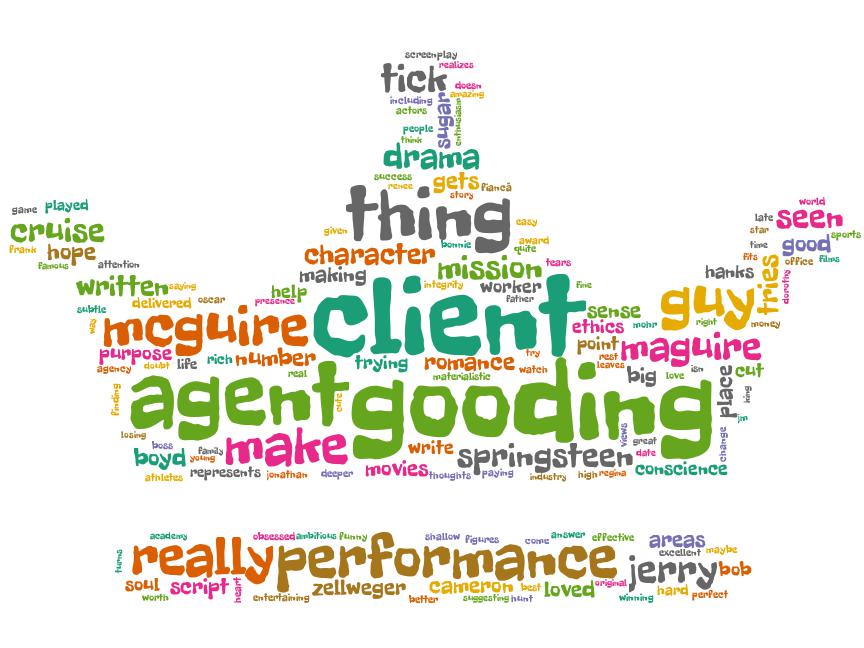 screenplay
realizes
tick
doesn
amazing
including
sugar
enthusiasm
actors
people
think
drama
success
renee
gets
fiancã
story
thing
easy
given
award
bonnie
quite
character
mission
tears
making
integrity
worker
fine
father
game played
cruise
frank hope
famous
attention
written
saying
subtle
delivered
oscar
presence
help
way
mcguire
client
sense
ethics
mohr
right
guy
money
tries
hanks
fits
time
late
star
world
seen
sports
good
office
films
dorothy
purpose
agency
doubt
life
rich
number
trying
romance
try
watch
materialistic
point
rest
leaves
maguire
big
love
isn
place
cut
king
jim
real
cute
finding
agent
gooding
losing
boss
boyd
young
family
make
write
springsteen
views
great
date
change
conscience
athletes
represents
jonathan
deeper
movies
thoughts
paying
industry
high
regina
academy
obsessed
ambitious
funny
shallow
figures
come
answer
effective
areas
excellent
maybe
turns
really
performance
jerry
bob
soul
script
heart
zellweger
cameron
best
loved
original
hard
perfect
worth
entertaining
better
suggesting
hunt
winning